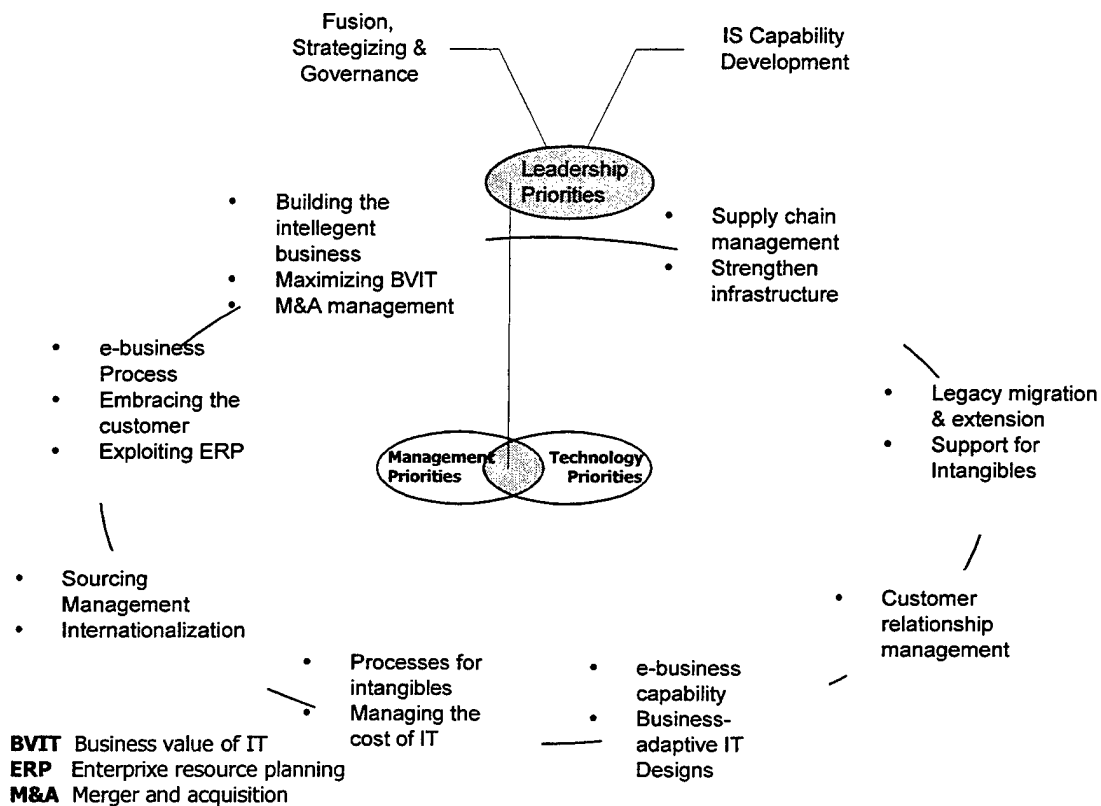 Fusion,
Strategizing &
Governance
IS Capability
Development
Leadership
Priorities
• Building the
intellegent
business
• Maximizing BVIT
• M&A management
• Supply chain
management
• Strengthen
infrastructure
• e-business
Process
• Embracing the
customer
• Exploiting ERP
• Legacy migration
& extension
• Support for
Intangibles
Management
Priorities
Technology
Priorities
• Sourcing
Management
• Internationalization
• Customer
relationship
management
• Processes for
intangibles
• Managing the
cost of IT
• e-business
capability
• Business-
adaptive IT
Designs
BVIT Business value of IT
ERP Enterprixe resource planning
M&A Merger and acquisition